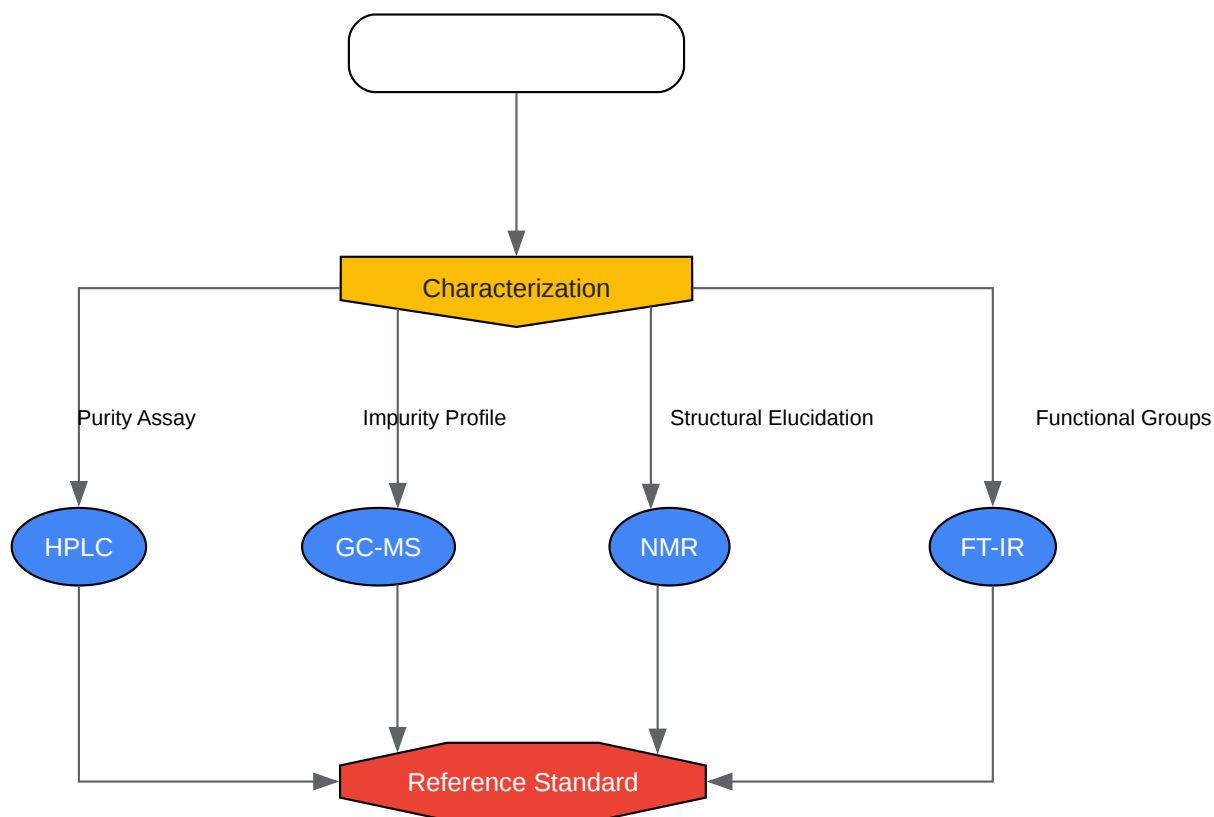 Characterization
Purity Assay
Impurity Profile
Structural Elucidation
Functional Groups
HPLC
GC-MS
NMR
FT-IR
Reference Standard